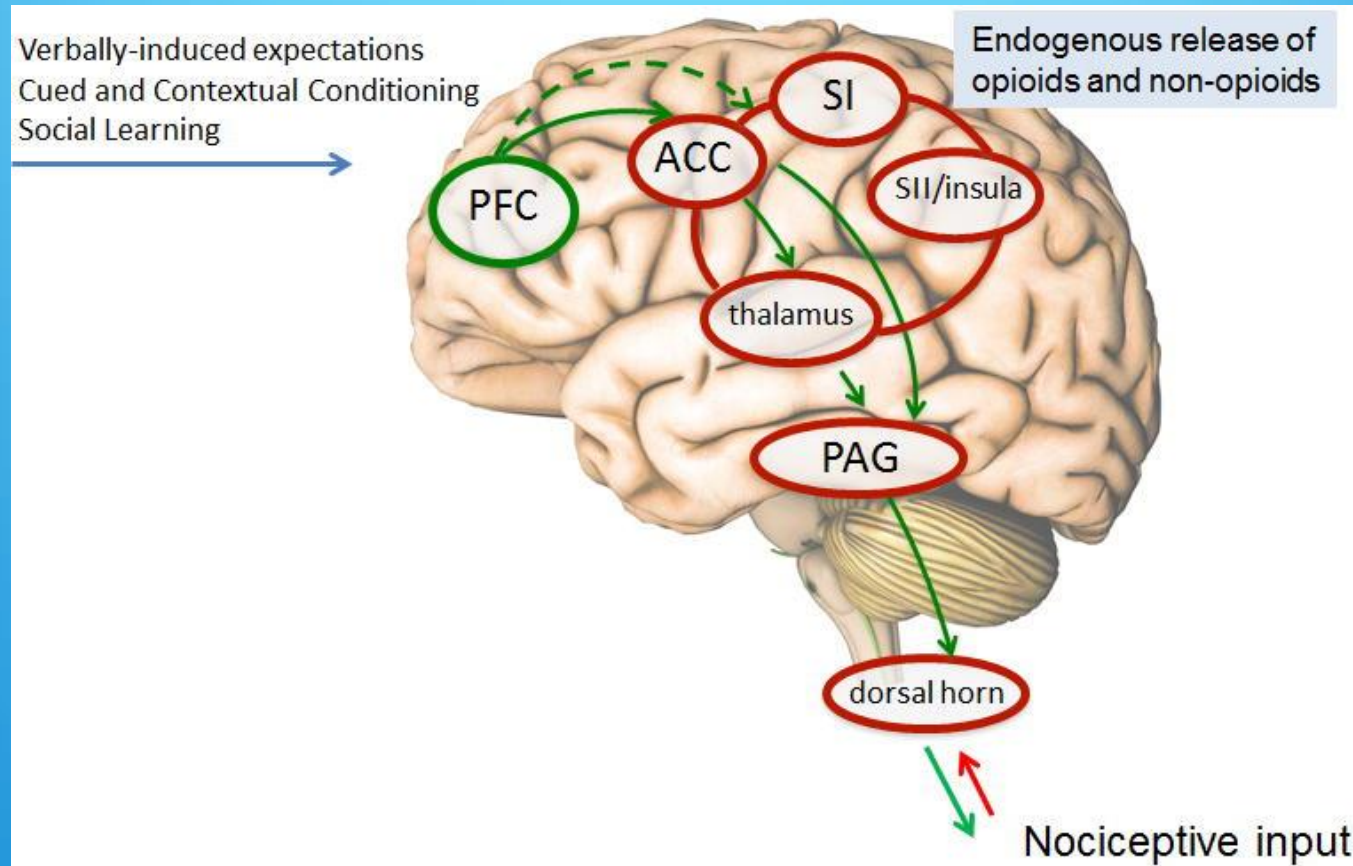 Verbally-induced expectations
Cued and Contextual Conditioning
Social Learning
Endogenous release of
opioids and non-opioids
SI
ACC
SII/insula
PFC
thalamus
PAG
dorsal horn
Nociceptive input